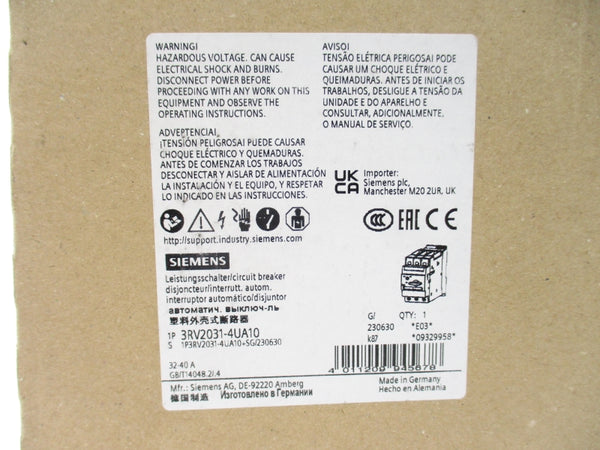 WARNING!
HAZARDOUS VOLTAGE. CAN CAUSE
ELECTRICAL SHOCK AND BURNS.
DISCONNECT POWER BEFORE
PROCEEDING WITH ANY WORK ON THIS
EQUIPMENT AND OBSERVE THE
OPERATING INSTRUCTIONS.
AVISO!
TENSÃO ELÉTRICA PERIGOSA! PODE
CAUSAR UM CHOQUE ELÉTRICO E
QUEIMADURAS. ANTES DE INICIAR OS
TRABALHOS, DESLIGUE A TENSÃO DA
UNIDADE E DO APARELHO E
CONSULTAR, ADICIONALMENTE,
O MANUAL DE SERVIÇO.
ADVERTENCIA!
¡TENSIÓN PELIGROSA! PUEDE CAUSAR
CHOQUE ELÉCTRICO Y QUEMADURAS.
ANTES DE COMENZAR LOS TRABAJOS
DESCONECTAR Y AISLAR DE ALIMENTACIÓN
LA INSTALACIÓN Y EL EQUIPO, Y RESPETAR
LO INDICADO EN LAS INSTRUCCIONES.
UK
CA
Importer:
Siemens plc,
Manchester M20 2UR, UK
CCC EAC CE
http://support.industry.siemens.com
SIEMENS
Leistungsschalter/circuit breaker
disjoncteur/interrutt. autom.
interruptor automático/disjuntor
автоматич. выключ-ль
塑料外壳式断路器
1P 3RV2031-4UA10
S 1P3RV2031-4UA10+SG/230630
G/ QTY: 1
230630 *E03*
k87 *09329958*
32-40 A
GB/T14048.2/.4
4 011209 945678
Mfr.: Siemens AG, DE-92220 Amberg
德国制造 Изготовлено в Германии
Made in Germany
Hecho en Alemania